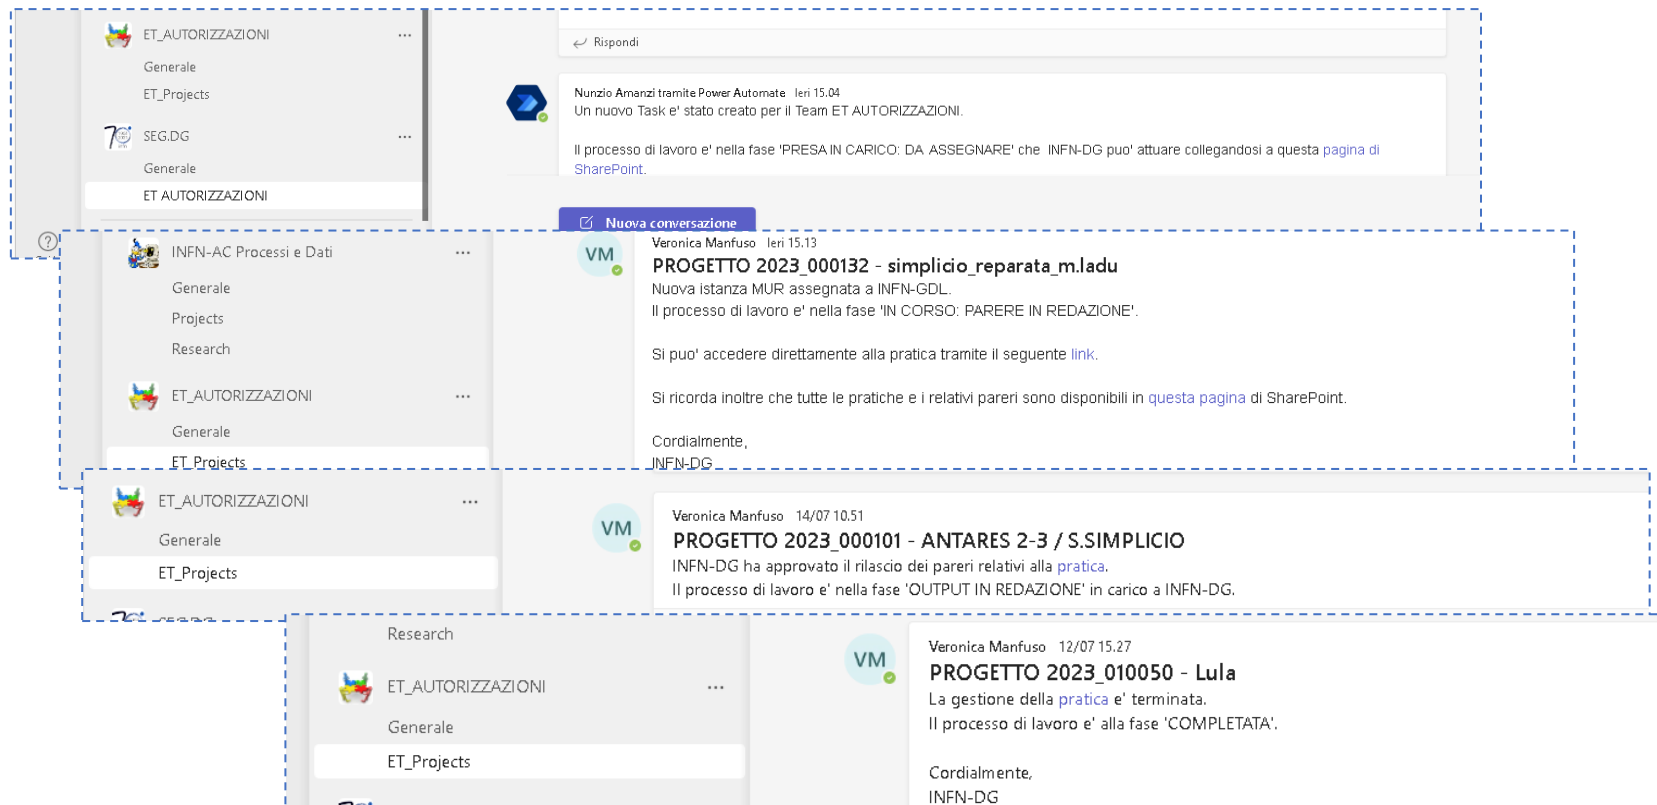 ET_AUTORIZZAZIONI ...
Generale
ET_Projects
SEG.DG ...
Generale
ET AUTORIZZAZIONI
Rispondi
Nunzio Amanzi tramite Power Automate Ieri 15.04
Un nuovo Task e' stato creato per il Team ET AUTORIZZAZIONI.
Il processo di lavoro e' nella fase 'PRESA IN CARICO: DA ASSEGNARE' che INFN-DG puo' attuare collegandosi a questa pagina di
SharePoint.
Nuova conversazione
INFN-AC Processi e Dati ...
Generale
Projects
Research
ET_AUTORIZZAZIONI ...
Generale
ET_Projects
VM
Veronica Manfuso Ieri 15.13
PROGETTO 2023_000132 - simplicio_reparata_m.ladu
Nuova istanza MUR assegnata a INFN-GDL.
Il processo di lavoro e' nella fase 'IN CORSO: PARERE IN REDAZIONE'.
Si puo' accedere direttamente alla pratica tramite il seguente link.
Si ricorda inoltre che tutte le pratiche e i relativi pareri sono disponibili in questa pagina di SharePoint.
Cordialmente,
INFN-DG
ET_AUTORIZZAZIONI ...
Generale
ET_Projects
VM
Veronica Manfuso 14/07 10.51
PROGETTO 2023_000101 - ANTARES 2-3 / S.SIMPLICIO
INFN-DG ha approvato il rilascio dei pareri relativi alla pratica.
Il processo di lavoro e' nella fase 'OUTPUT IN REDAZIONE' in carico a INFN-DG.
Research
ET_AUTORIZZAZIONI ...
Generale
ET_Projects
VM
Veronica Manfuso 12/07 15.27
PROGETTO 2023_010050 - Lula
La gestione della pratica e' terminata.
Il processo di lavoro e' alla fase 'COMPLETATA'.
Cordialmente,
INFN-DG